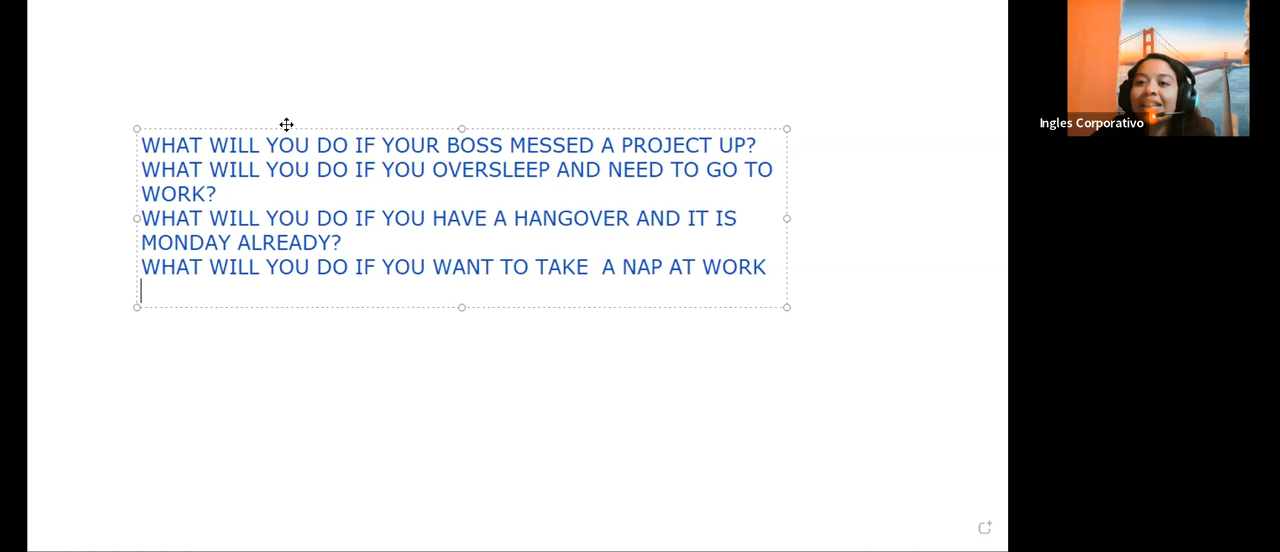 WHAT WILL YOU DO IF YOUR BOSS MESSED A PROJECT UP?
WHAT WILL YOU DO IF YOU OVERSLEEP AND NEED TO GO TO
WORK?
WHAT WILL YOU DO IF YOU HAVE A HANGOVER AND IT IS
MONDAY ALREADY?
WHAT WILL YOU DO IF YOU WANT TO TAKE  A NAP AT WORK
Ingles Corporativo